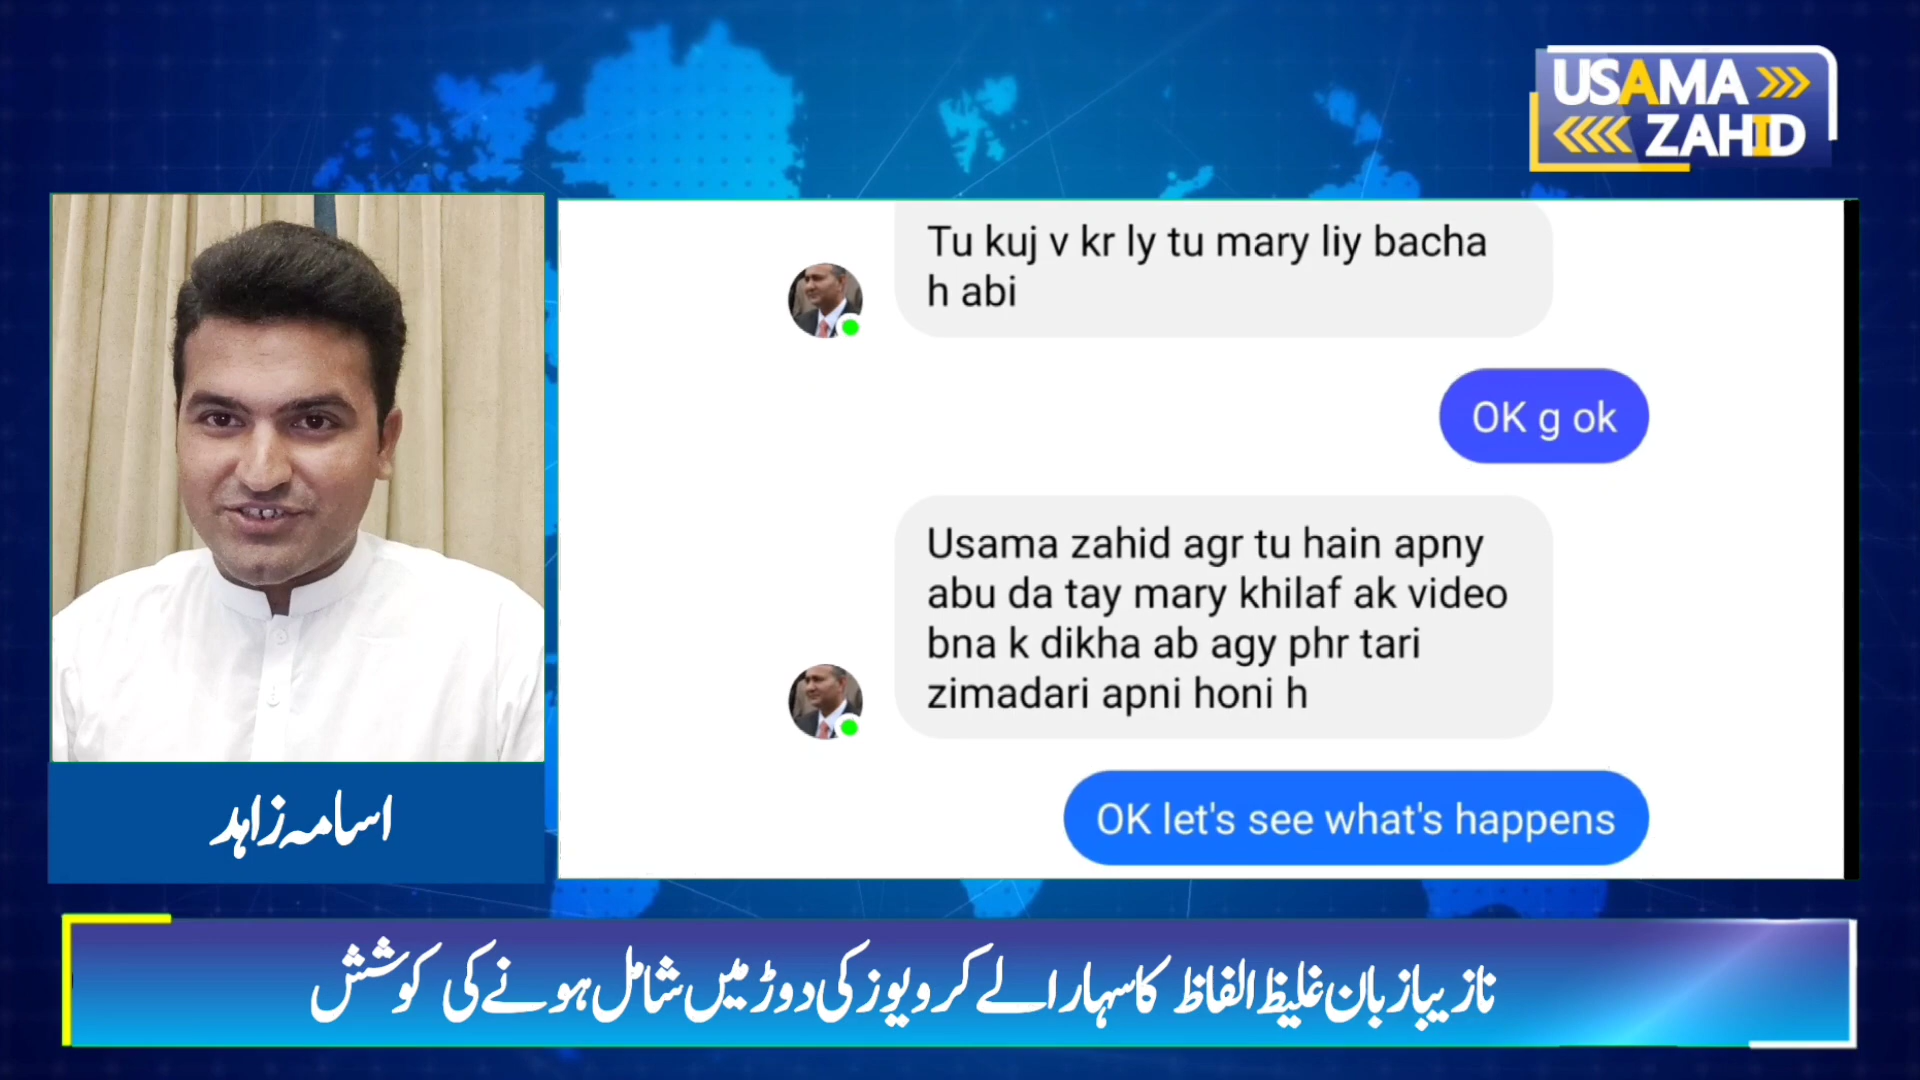 USAMA
ZAHID
Tu kuj v kr ly tu mary liy bacha
h abi
OK g ok
Usama zahid agr tu hain apny
abu da tay mary khilaf ak video
bna k dikha ab agy phr tari
zimadari apni honi h
OK let's see what's happens
اسامہ زاہد
نازیبا زبان غلیظ الفاظ کا سہارا لے کر ویوز کی دوڑ میں شامل ہونے کی کوشش